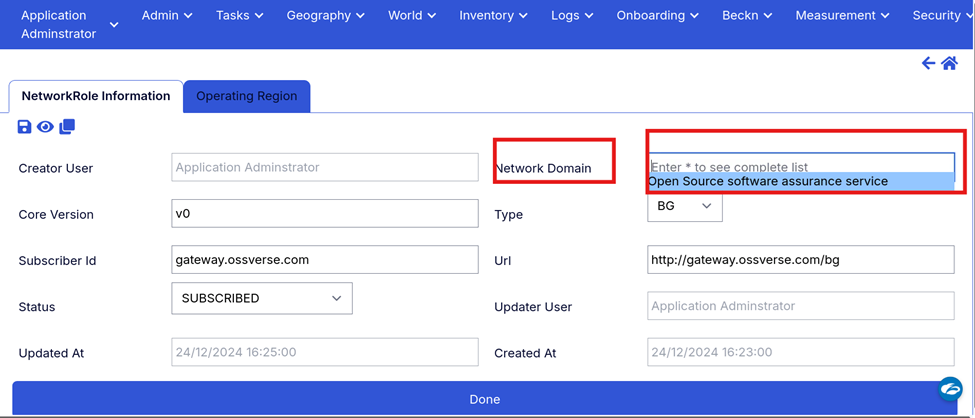 Application Adminstrator
Admin
Tasks
Geography
World
Inventory
Logs
Onboarding
Beckn
Measurement
Security
NetworkRole Information
Operating Region
Creator User
Application Adminstrator
Network Domain
Enter * to see complete list
Open Source software assurance service
Core Version
v0
Type
BG
Subscriber Id
gateway.ossverse.com
Url
http://gateway.ossverse.com/bg
Status
SUBSCRIBED
Updater User
Application Adminstrator
Updated At
24/12/2024 16:25:00
Created At
24/12/2024 16:23:00
Done